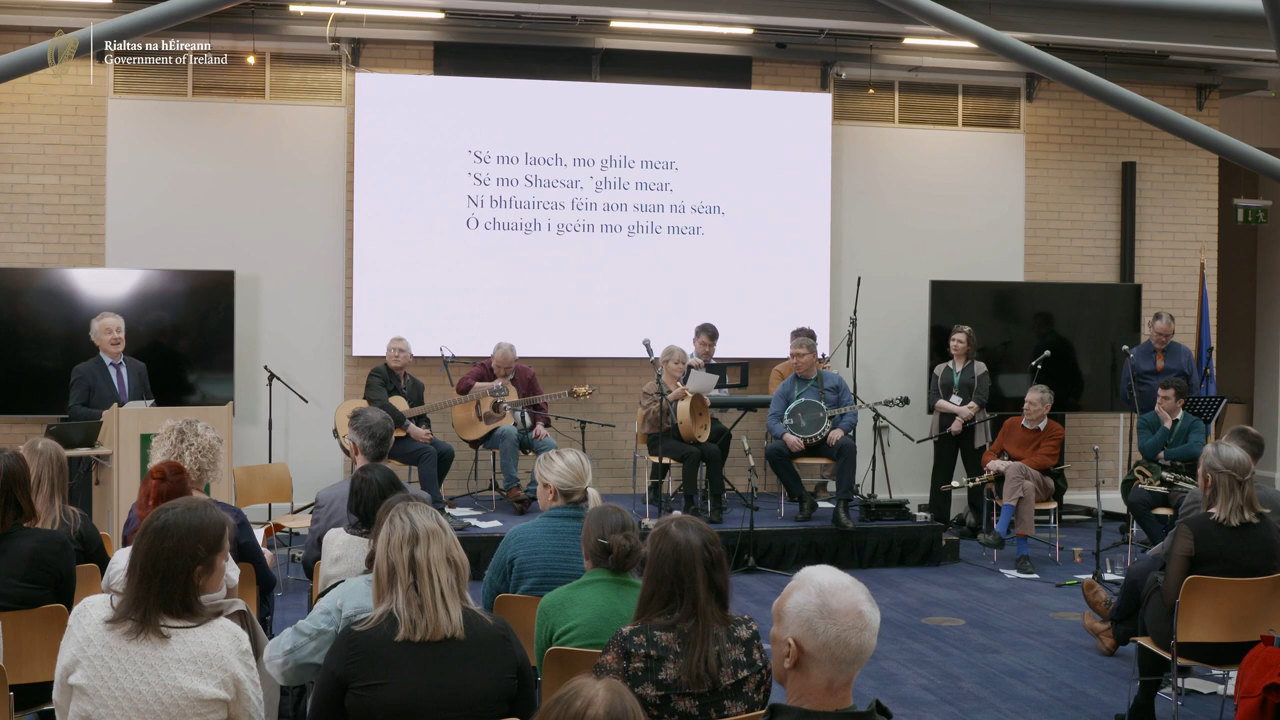 Rialtas na hÉireann
Government of Ireland
’Sé mo laoch, mo ghile mear,
’Sé mo Shaesar, ’ghile mear,
Ní bhfuaireas féin aon suan ná séan,
Ó chuaigh i gcéin mo ghile mear.